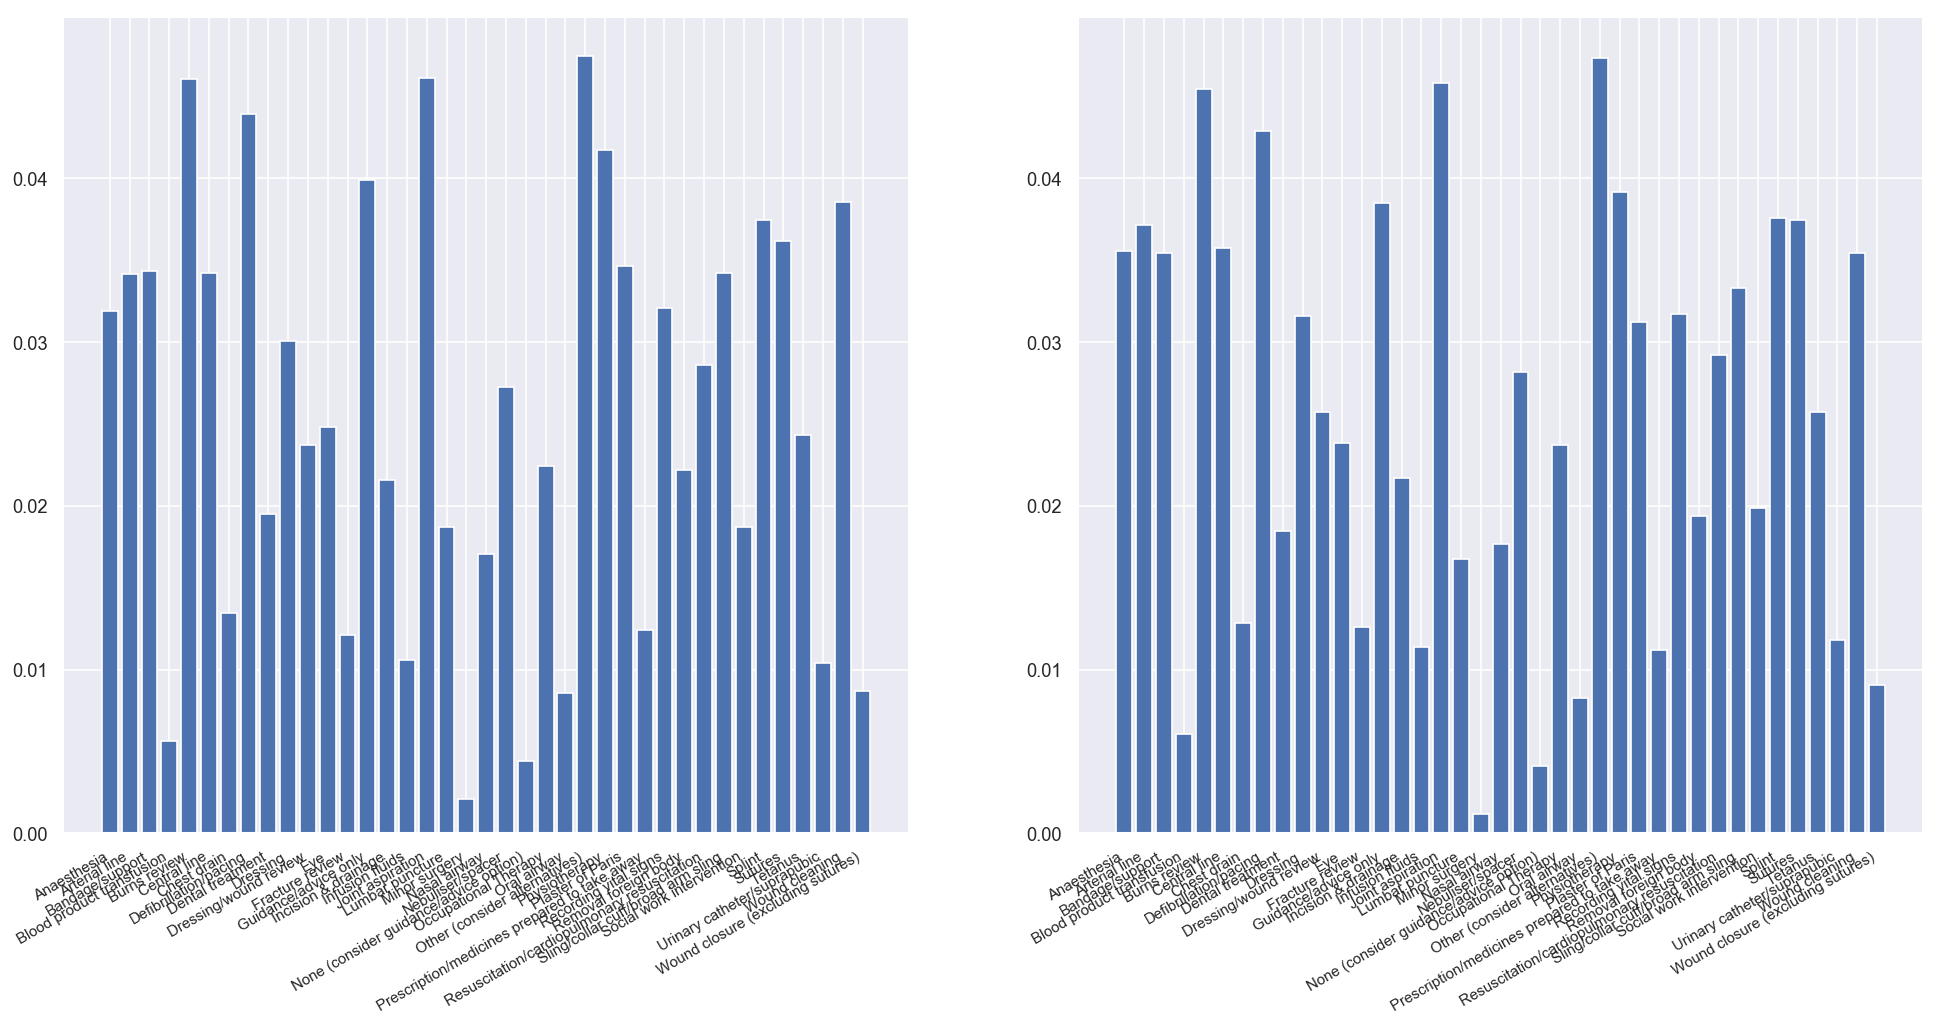 0.04
0.03
0.02
0.01
0.00
Anaesthesia
Arterial line
Bandage/support
Blood product transfusion
Burns review
Central line
Chest drain
Defibrillation/pacing
Dental treatment
Dressing
Dressing/wound review
Eye
Fracture review
Guidance/advice only
Incision & drainage
Infusion fluids
Joint aspiration
Lumbar puncture
Minor surgery
Nasal airway
Nebuliser/spacer
None (consider guidance/advice option)
Occupational Therapy
Oral airway
Other (consider alternatives)
Physiotherapy
Plaster of Paris
Prescription/medicines prepared to take away
Recording vital signs
Removal foreign body
Resuscitation/cardiopulmonary resuscitation
Sling/collar cuff/broad arm sling
Social work intervention
Splint
Sutures
Tetanus
Urinary catheter/suprapubic
Wound cleaning
Wound closure (excluding sutures)
0.04
0.03
0.02
0.01
0.00
Anaesthesia
Arterial line
Bandage/support
Blood product transfusion
Burns review
Central line
Chest drain
Defibrillation/pacing
Dental treatment
Dressing
Dressing/wound review
Eye
Fracture review
Guidance/advice only
Incision & drainage
Infusion fluids
Joint aspiration
Lumbar puncture
Minor surgery
Nasal airway
Nebuliser/spacer
None (consider guidance/advice option)
Occupational Therapy
Oral airway
Other (consider alternatives)
Physiotherapy
Plaster of Paris
Prescription/medicines prepared to take away
Recording vital signs
Removal foreign body
Resuscitation/cardiopulmonary resuscitation
Sling/collar cuff/broad arm sling
Social work intervention
Splint
Sutures
Tetanus
Urinary catheter/suprapubic
Wound cleaning
Wound closure (excluding sutures)